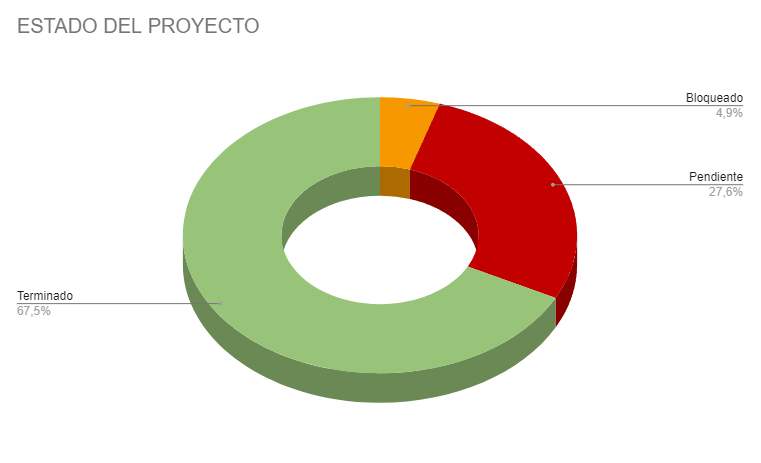 ESTADO DEL PROYECTO
Bloqueado
4,9%
Pendiente
27,6%
Terminado
67,5%